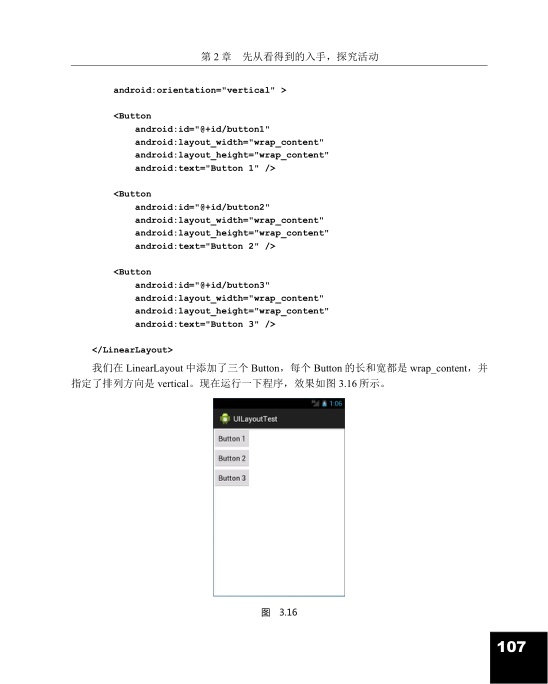 第 2 章　先从看得到的入手，探究活动
android:orientation="vertical" >
<Button
android:id="@+id/button1"
android:layout_width="wrap_content"
android:layout_height="wrap_content"
android:text="Button 1" />
<Button
android:id="@+id/button2"
android:layout_width="wrap_content"
android:layout_height="wrap_content"
android:text="Button 2" />
<Button
android:id="@+id/button3"
android:layout_width="wrap_content"
android:layout_height="wrap_content"
android:text="Button 3" />
</LinearLayout>
我们在 LinearLayout 中添加了三个 Button，每个 Button 的长和宽都是 wrap_content，并
指定了排列方向是 vertical。现在运行一下程序，效果如图 3.16 所示。
1:06
UILayoutTest
Button 1
Button 2
Button 3
图 3.16
107